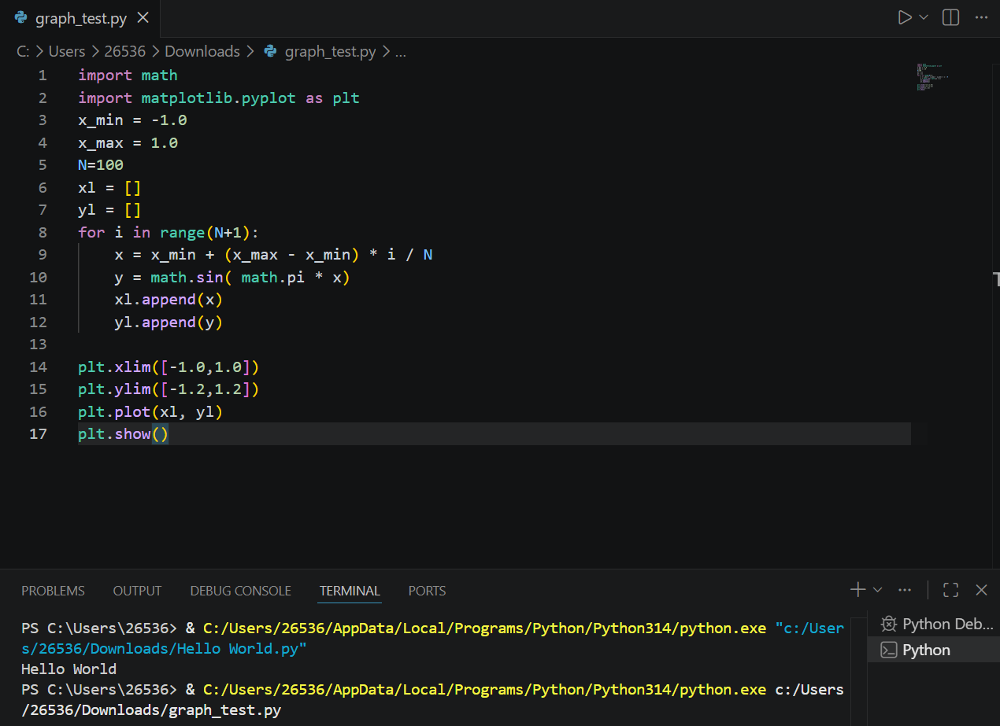 graph_test.py
C: > Users > 26536 > Downloads > graph_test.py > ...
1 import math
2 import matplotlib.pyplot as plt
3 x_min = -1.0
4 x_max = 1.0
5 N=100
6 xl = []
7 yl = []
8 for i in range(N+1):
9     x = x_min + (x_max - x_min) * i / N
10     y = math.sin( math.pi * x)
11     xl.append(x)
12     yl.append(y)
13
14 plt.xlim([-1.0,1.0])
15 plt.ylim([-1.2,1.2])
16 plt.plot(xl, yl)
17 plt.show()
PROBLEMS OUTPUT DEBUG CONSOLE TERMINAL PORTS
PS C:\Users\26536> & C:/Users/26536/AppData/Local/Programs/Python/Python314/python.exe "c:/User
s/26536/Downloads/Hello World.py"
Hello World
PS C:\Users\26536> & C:/Users/26536/AppData/Local/Programs/Python/Python314/python.exe c:/Users
/26536/Downloads/graph_test.py
Python Deb...
Python